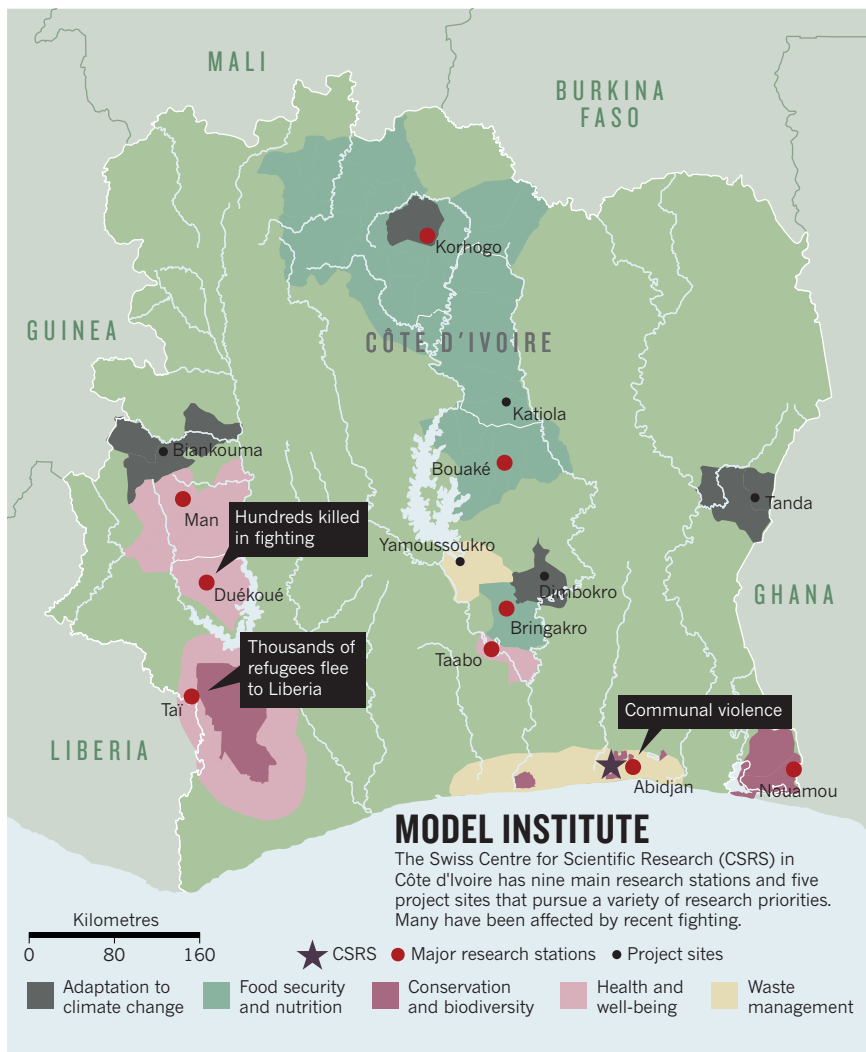 MALI
BURKINA
FASO
Korhogo
GUINEA
CÔTE D'IVOIRE
Katiola
Biankouma
Bouaké
Tanda
Man
Hundreds killed
in fighting
Yamoussoukro
Duékoué
Dimbokro
GHANA
Bringakro
Taabo
Thousands of
refugees flee
to Liberia
Taï
Communal violence
LIBERIA
Abidjan
Nouamou
MODEL INSTITUTE
The Swiss Centre for Scientific Research (CSRS) in
Côte d'Ivoire has nine main research stations and five
project sites that pursue a variety of research priorities.
Many have been affected by recent fighting.
Kilometres
0 80 160
CSRS Major research stations Project sites
Adaptation to
climate change
Food security
and nutrition
Conservation
and biodiversity
Health and
well-being
Waste
management